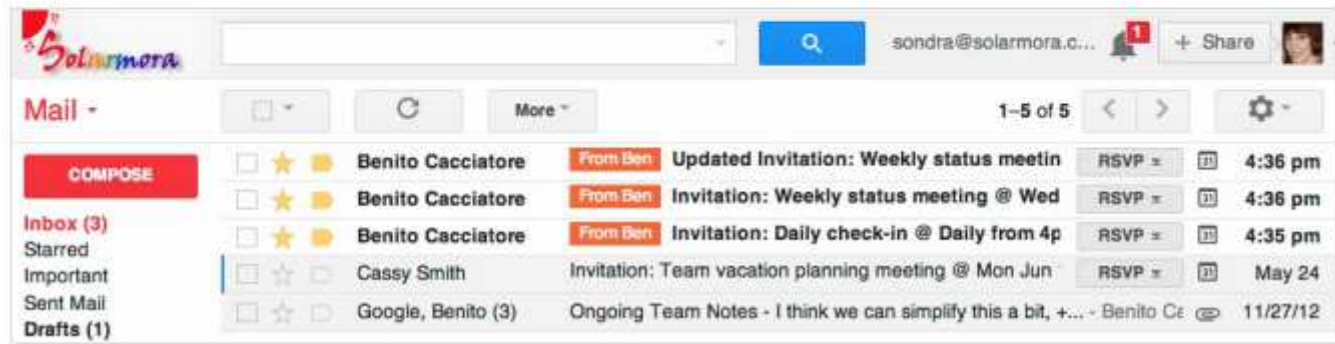 Solarmora
sondra@solarmora.c... 1 + Share
Mail More 1–5 of 5
COMPOSE
Inbox (3)
Starred
Important
Sent Mail
Drafts (1)
Benito Cacciatore From Ben Updated Invitation: Weekly status meetin RSVP 31 4:36 pm
Benito Cacciatore From Ben Invitation: Weekly status meeting @ Wed RSVP 31 4:36 pm
Benito Cacciatore From Ben Invitation: Daily check-in @ Daily from 4p RSVP 31 4:35 pm
Cassy Smith Invitation: Team vacation planning meeting @ Mon Jun RSVP 31 May 24
Google, Benito (3) Ongoing Team Notes - I think we can simplify this a bit, +... - Benito Ca 11/27/12